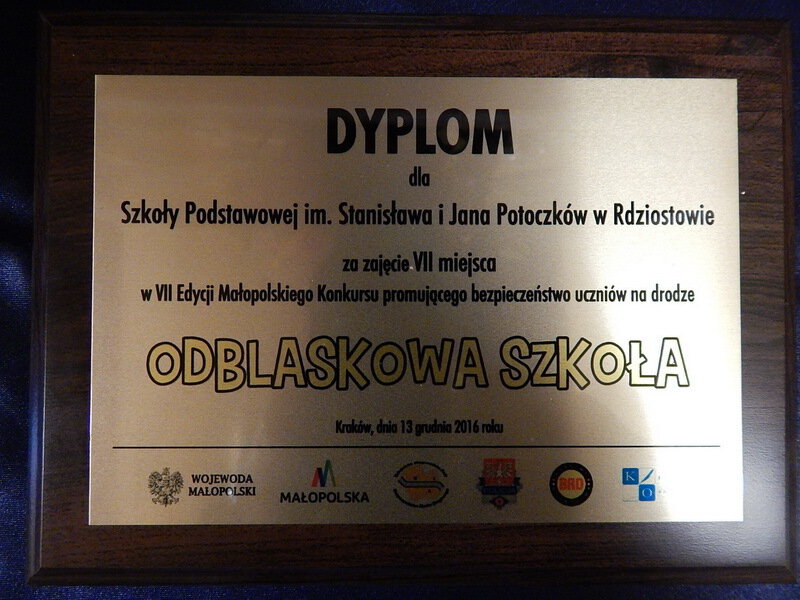 DYPLOM
dla
Szkoły Podstawowej im. Stanisława i Jana Potoczków w Rdziostowie
za zajęcie VII miejsca
w VII Edycji Małopolskiego Konkursu promującego bezpieczeństwo uczniów na drodze
ODBLASKOWA SZKOŁA
Kraków, dnia 13 grudnia 2016 roku
WOJEWODA
MAŁOPOLSKI
MAŁOPOLSKA
BRD
K
O